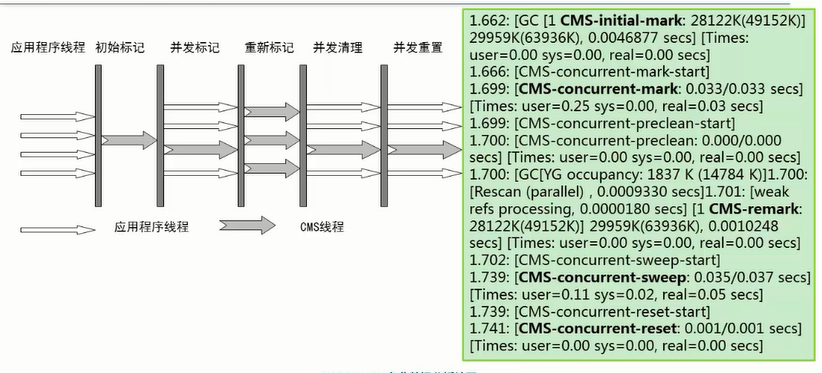 应用程序线程 初始标记 并发标记 重新标记 并发清理 并发重置
应用程序线程 CMS线程
1.662: [GC [1 CMS-initial-mark: 28122K(49152K)]
29959K(63936K), 0.0046877 secs] [Times:
user=0.00 sys=0.00, real=0.00 secs]
1.666: [CMS-concurrent-mark-start]
1.699: [CMS-concurrent-mark: 0.033/0.033 secs]
[Times: user=0.25 sys=0.00, real=0.03 secs]
1.699: [CMS-concurrent-preclean-start]
1.700: [CMS-concurrent-preclean: 0.000/0.000
secs] [Times: user=0.00 sys=0.00, real=0.00 secs]
1.700: [GC[YG occupancy: 1837 K (14784 K)]1.700:
[Rescan (parallel) , 0.0009330 secs]1.701: [weak
refs processing, 0.0000180 secs] [1 CMS-remark:
28122K(49152K)] 29959K(63936K), 0.0010248
secs] [Times: user=0.00 sys=0.00, real=0.00 secs]
1.702: [CMS-concurrent-sweep-start]
1.739: [CMS-concurrent-sweep: 0.035/0.037 secs]
[Times: user=0.11 sys=0.02, real=0.05 secs]
1.739: [CMS-concurrent-reset-start]
1.741: [CMS-concurrent-reset: 0.001/0.001 secs]
[Times: user=0.00 sys=0.00, real=0.00 secs]